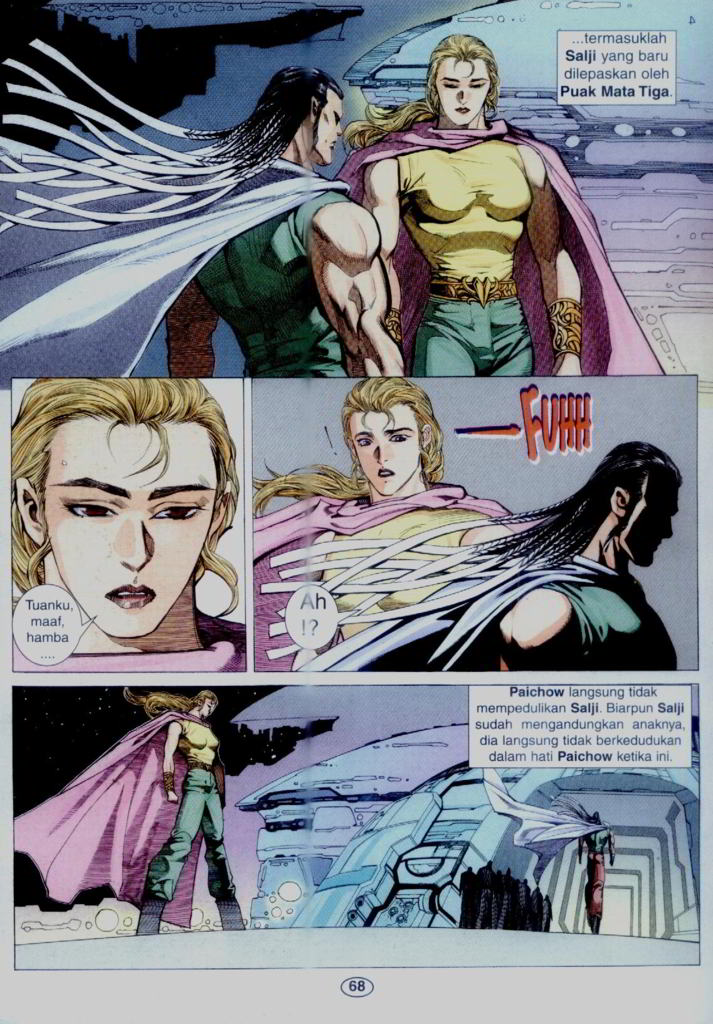 ...termasuklah
Salji yang baru
dilepaskan oleh
Puak Mata Tiga.
Tuanku,
maaf,
hamba
....
!
FUHH
Ah
!?
Paichow langsung tidak
mempedulikan Salji. Biarpun Salji
sudah mengandungkan anaknya,
dia langsung tidak berkedudukan
dalam hati Paichow ketika ini.
68